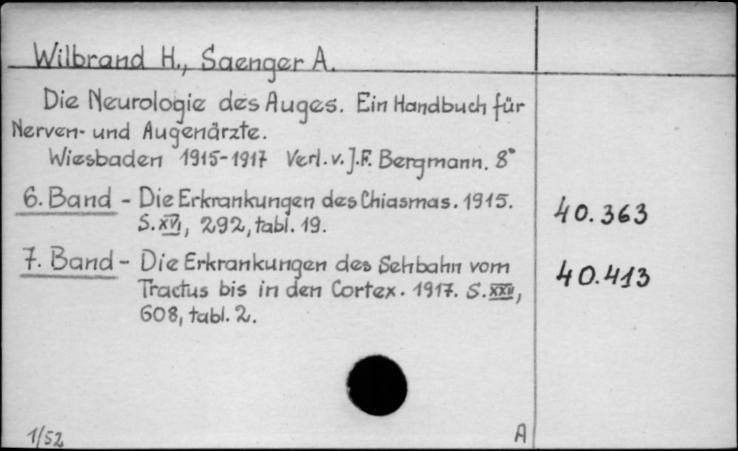 Wilbrand H., Saenger A.
Die Neurologie des Auges. Ein Handbuch für
Nerven- und Augenärzte.
Wiesbaden 1915-1917 Verl. v. J.F. Bergmann. 8°
6. Band - Die Erkrankungen des Chiasmas. 1915.
S. XVI, 292, tabl. 19.
40.363
7. Band - Die Erkrankungen des Sehbahn vom
Tractus bis in den Cortex. 1917. S. XXII,
608, tabl. 2.
40.413
1/52
A